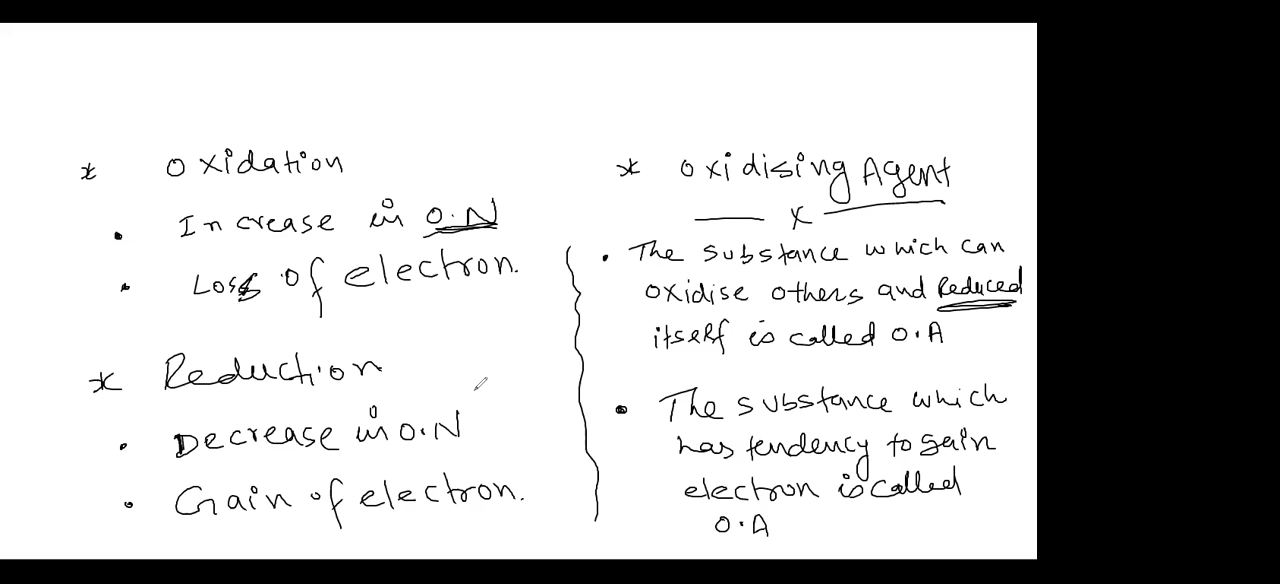 * Oxidation
• Increase in O.N
• Loss of electron.
* Reduction
• Decrease in O.N
• Gain of electron.
* Oxidising Agent
x
• The substance which can
oxidise others and Reduced
itself is called O.A
• The substance which
has tendency to gain
electron is called
O.A